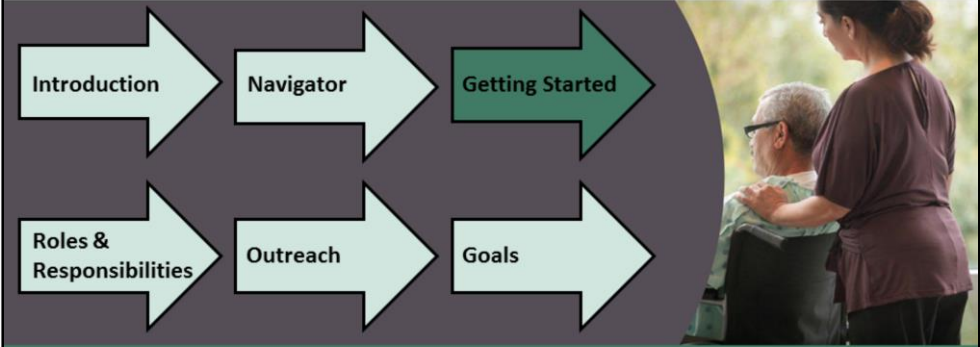 Introduction
Navigator
Getting Started
Roles &
Responsibilities
Outreach
Goals